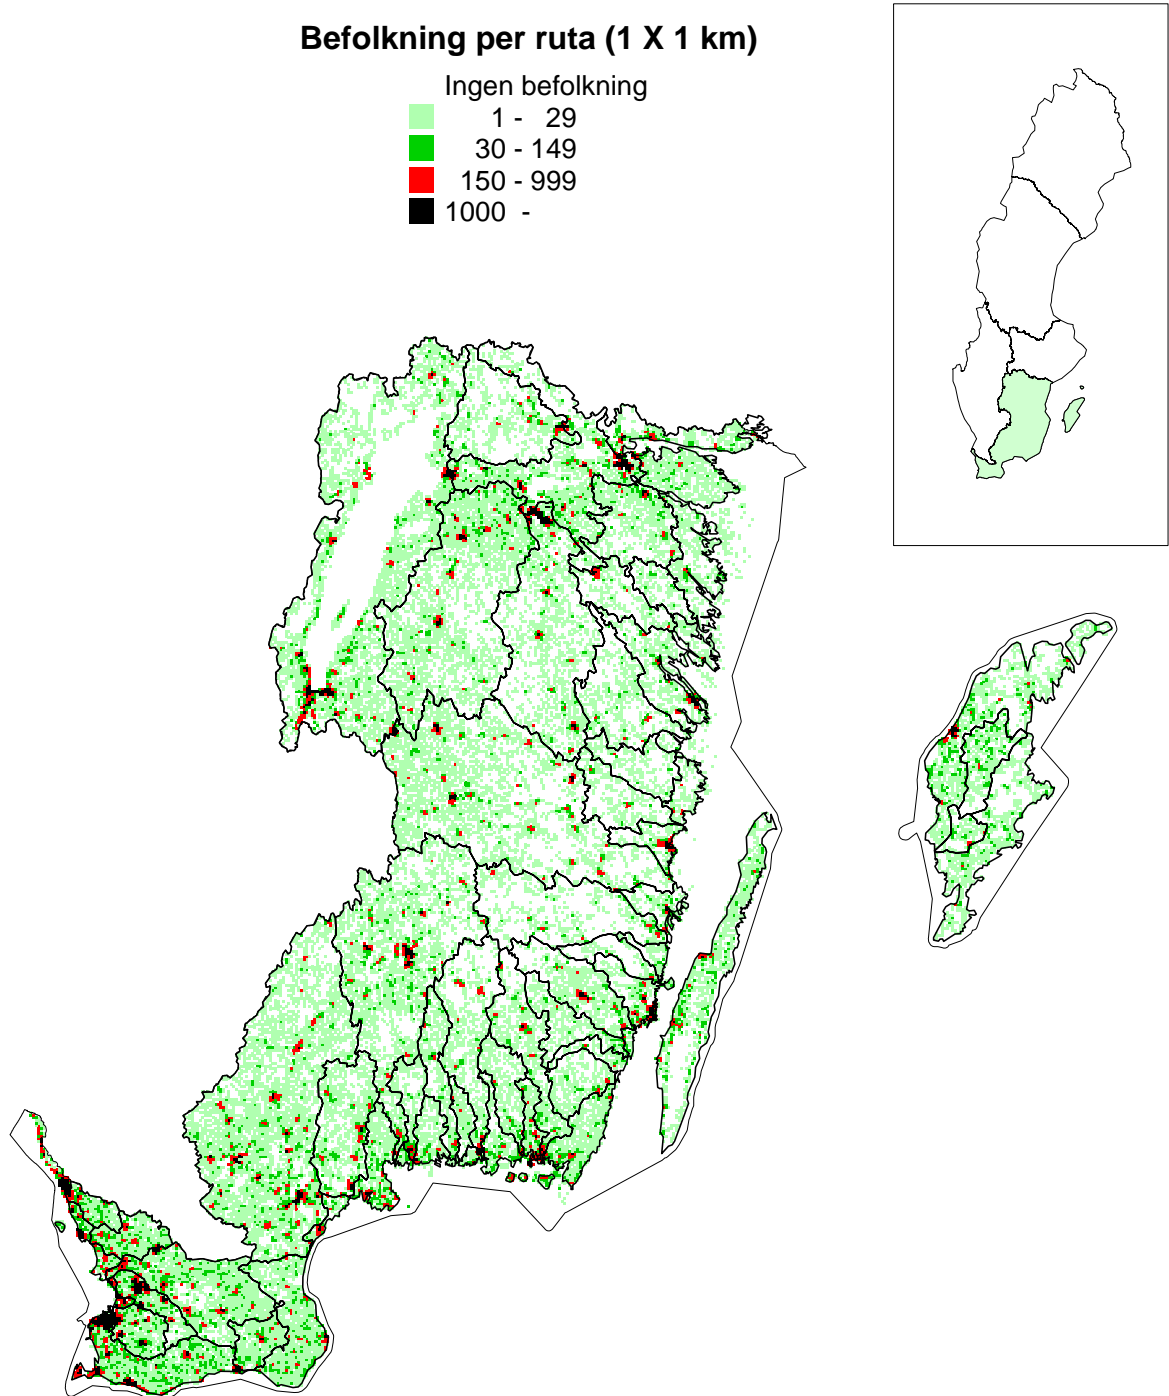 Befolkning per ruta (1 X 1 km)
Ingen befolkning
1 - 29
30 - 149
150 - 999
1000 -